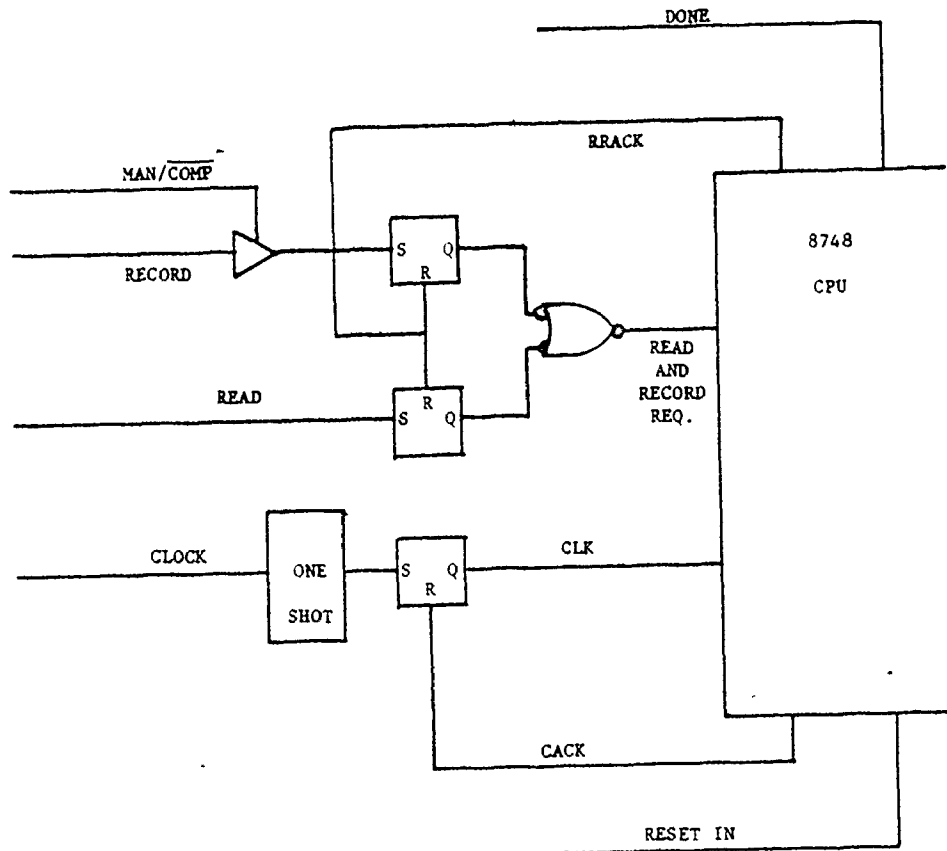 DONE
RRACK
MAN/COMP
8748
CPU
S Q
R
RECORD
READ
AND
RECORD
REQ.
READ
R
S Q
CLOCK
ONE
SHOT
S Q
R
CLK
CACK
RESET IN